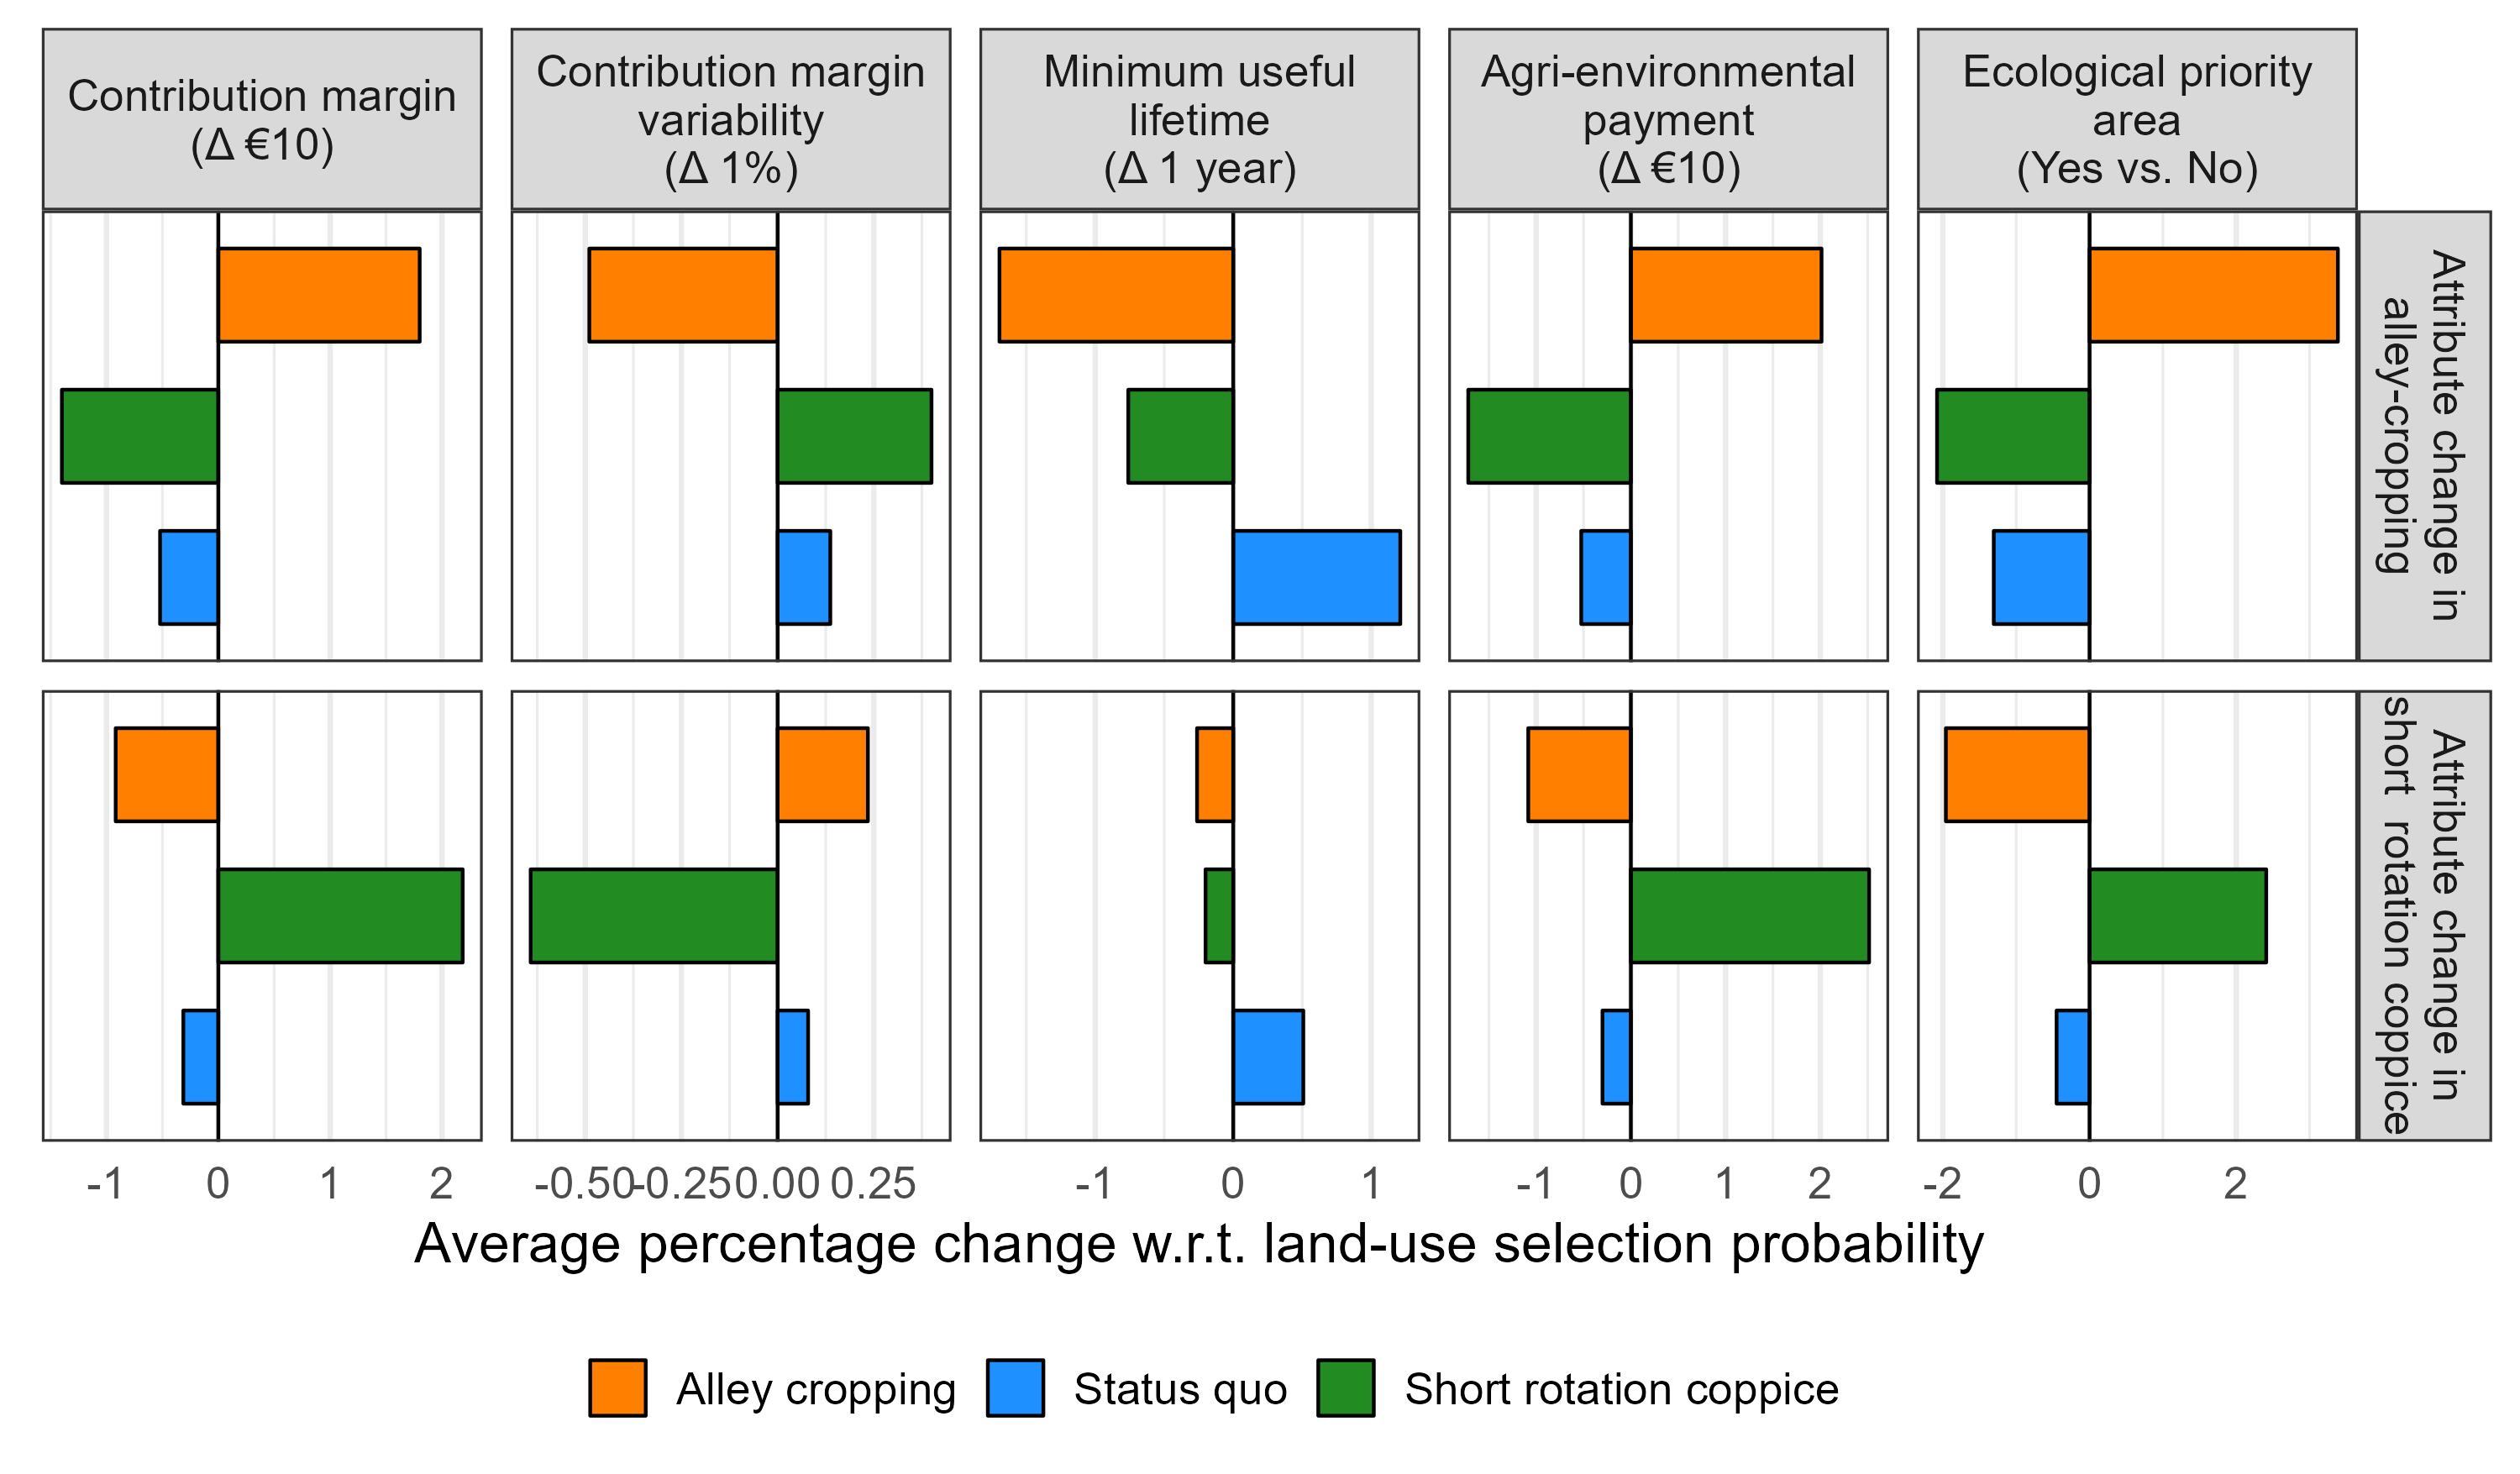 Contribution margin
(Δ €10)
Contribution margin
variability
(Δ 1%)
Minimum useful
lifetime
(Δ 1 year)
Agri-environmental
payment
(Δ €10)
Ecological priority
area
(Yes vs. No)
Attribute change in
alley-cropping
Attribute change in
short rotation coppice
-1 0 1 2
-0.50 -0.25 0.00 0.25
-1 0 1
-1 0 1 2
-2 0 2
Average percentage change w.r.t. land-use selection probability
Alley cropping Status quo Short rotation coppice